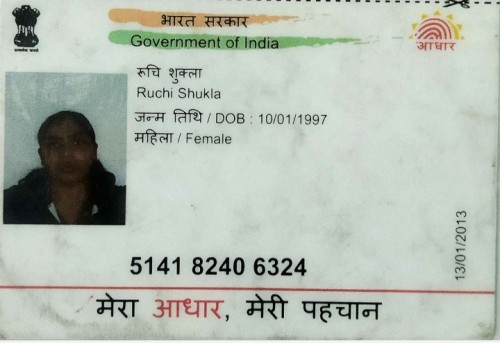 भारत सरकार
Government of India
आधार
रूचि शुक्ला
Ruchi Shukla
जन्म तिथि / DOB : 10/01/1997
महिला / Female
13/01/2013
5141 8240 6324
मेरा आधार, मेरी पहचान